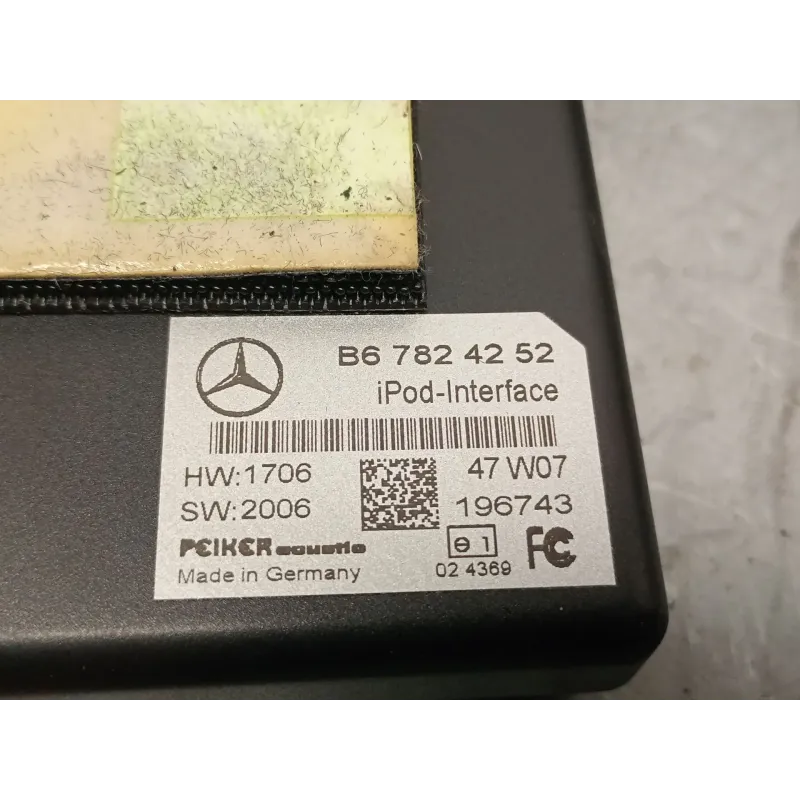 B6 782 42 52
iPod-Interface
HW:1706
47 W07
SW:2006
196743
PEIKER acustic
e 1
FC
Made in Germany
02 4369